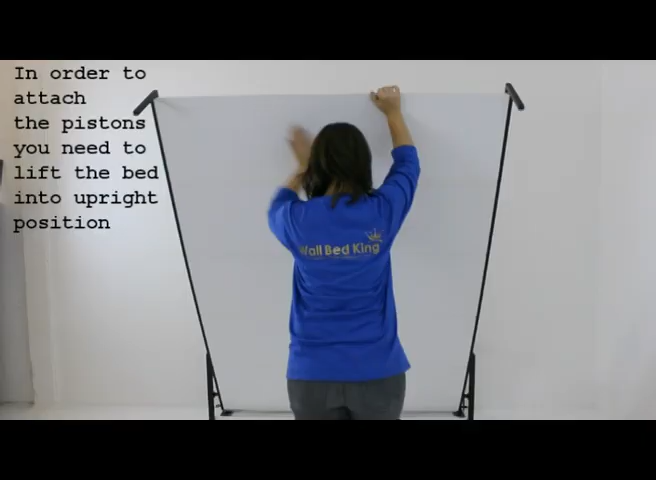 In order to
attach
the pistons
you need to
lift the bed
into upright
position
Wall Bed King